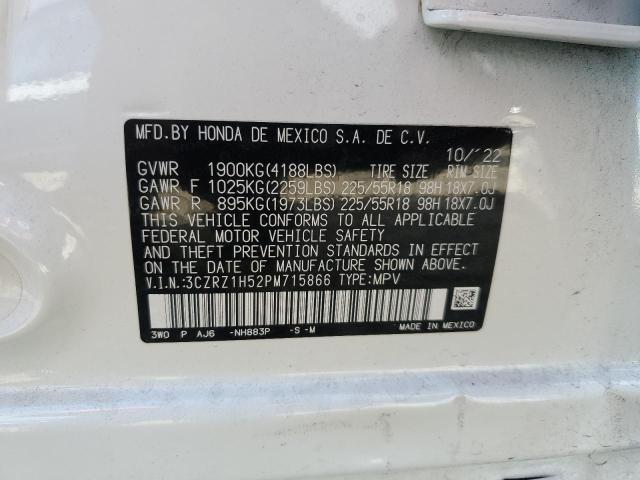 MFD.BY HONDA DE MEXICO S.A. DE C.V.
10/'22
GVWR 1900KG(4188LBS) TIRE SIZE RIM SIZE
GAWR F 1025KG(2259LBS) 225/55R18 98H 18X7.0J
GAWR R 895KG(1973LBS) 225/55R18 98H 18X7.0J
THIS VEHICLE CONFORMS TO ALL APPLICABLE
FEDERAL MOTOR VEHICLE SAFETY
AND THEFT PREVENTION STANDARDS IN EFFECT
ON THE DATE OF MANUFACTURE SHOWN ABOVE.
V.I.N.:3CZRZ1H52PM715866 TYPE:MPV
3W0 P AJ6 -NH883P -S-M MADE IN MEXICO